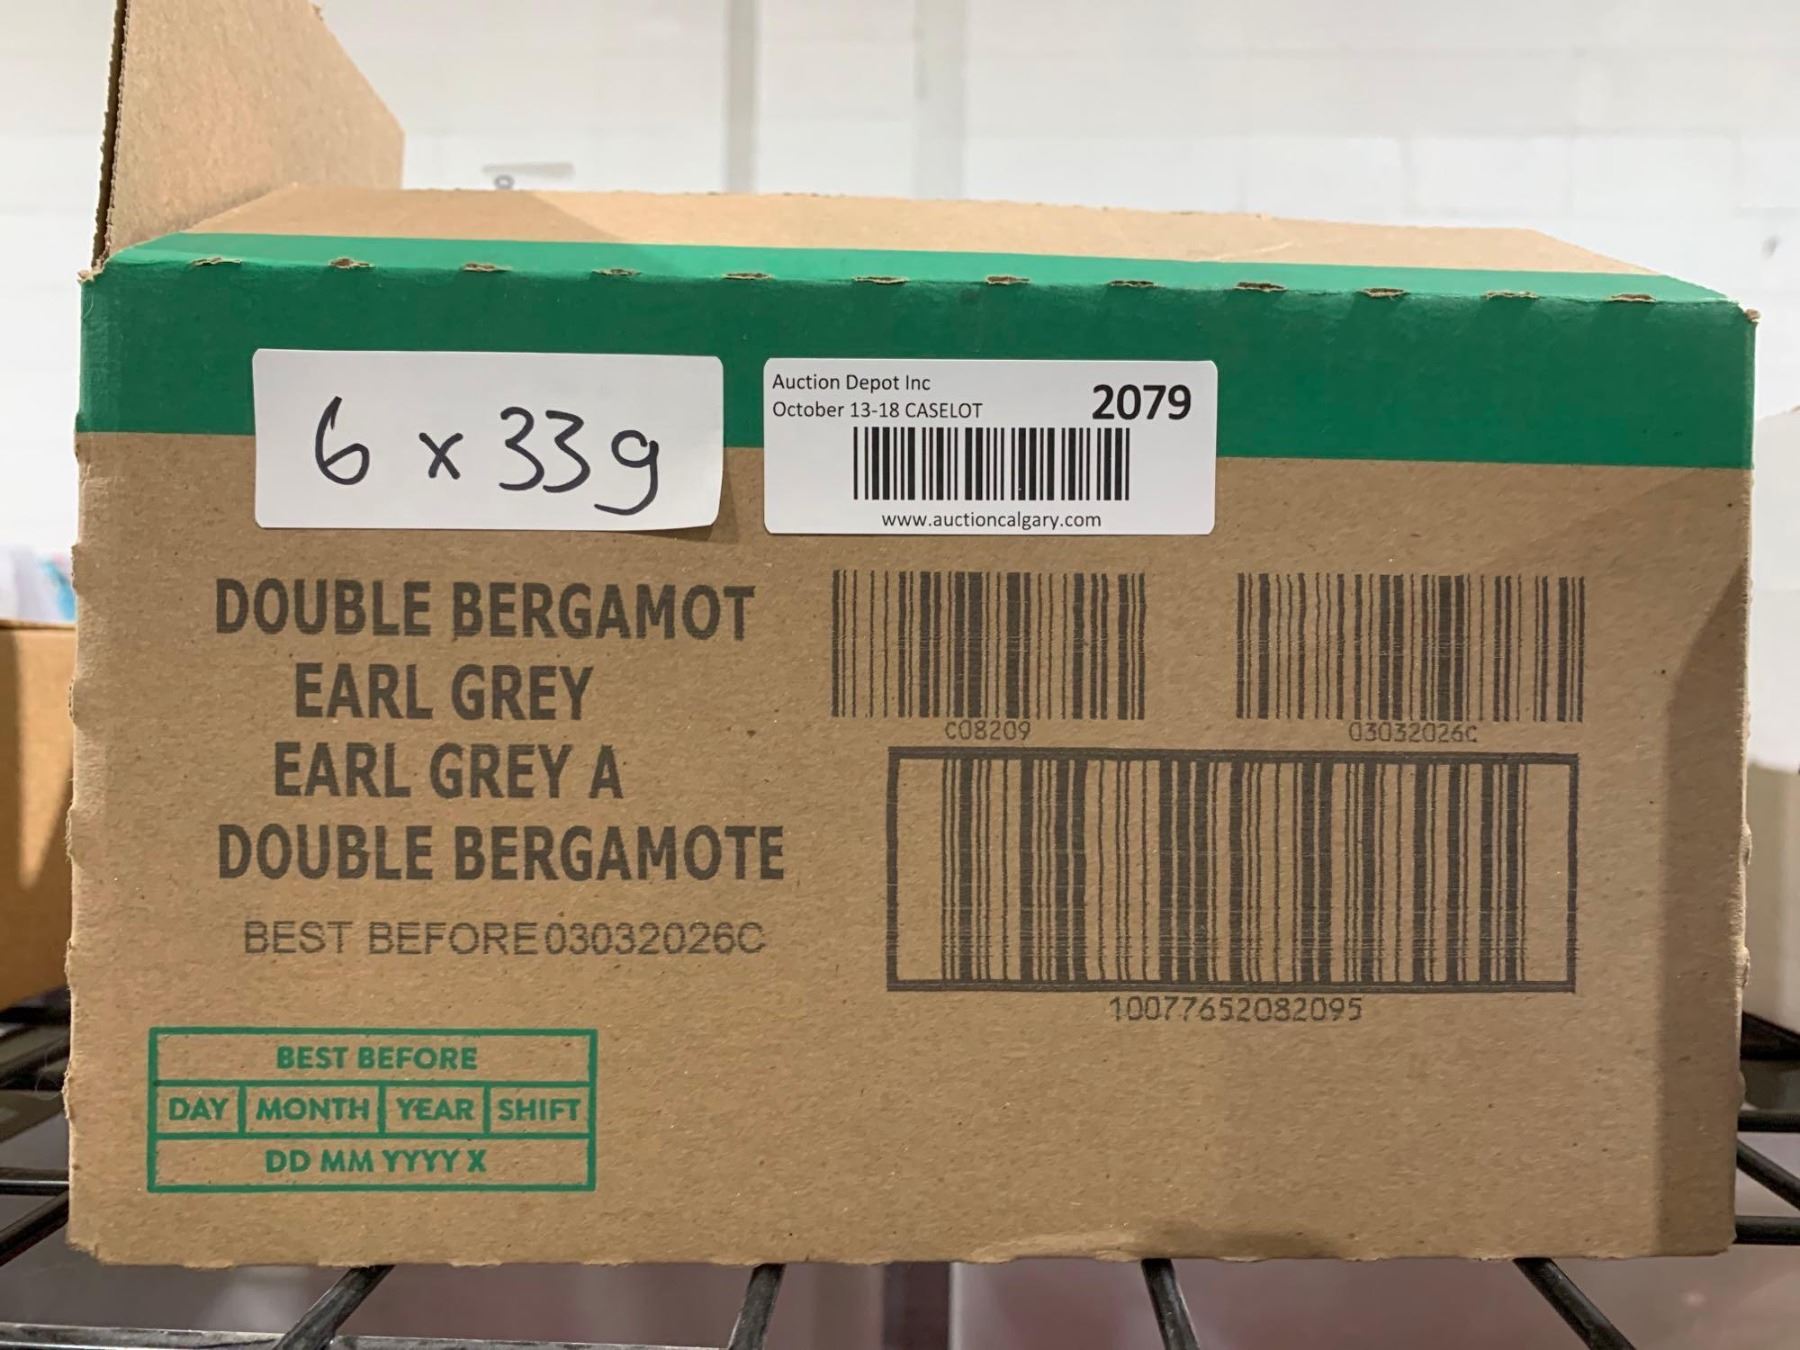 6 x 33g
Auction Depot Inc
October 13-18 CASELOT
2079
www.auctioncalgary.com
DOUBLE BERGAMOT
EARL GREY
EARL GREY A
DOUBLE BERGAMOTE
BEST BEFORE 03032026C
C08209
03032026C
10077652082095
BEST BEFORE
DAY MONTH YEAR SHIFT
DD MM YYYY X